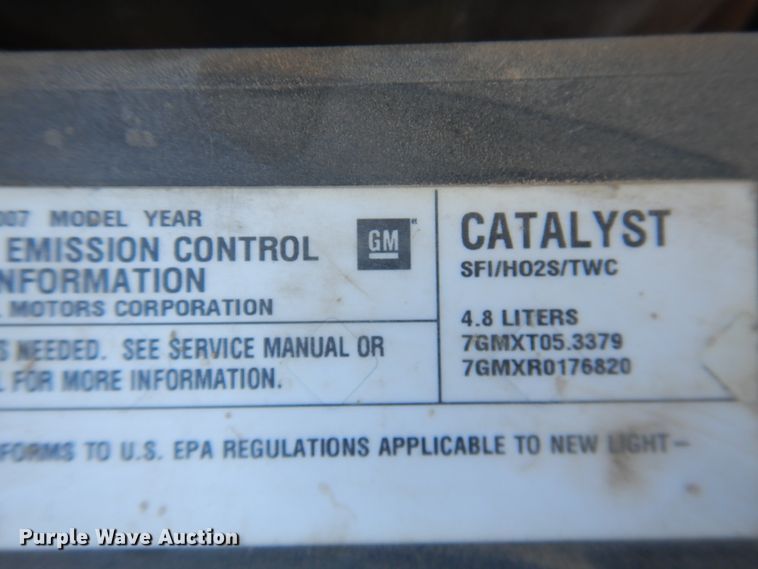 007 MODEL YEAR
EMISSION CONTROL
NFORMATION
MOTORS CORPORATION
GM
CATALYST
SFI/HO2S/TWC
4.8 LITERS
7GMXT05.3379
7GMXR0176820
S NEEDED. SEE SERVICE MANUAL OR
L FOR MORE INFORMATION.
FORMS TO U.S. EPA REGULATIONS APPLICABLE TO NEW LIGHT-
Purple Wave Auction